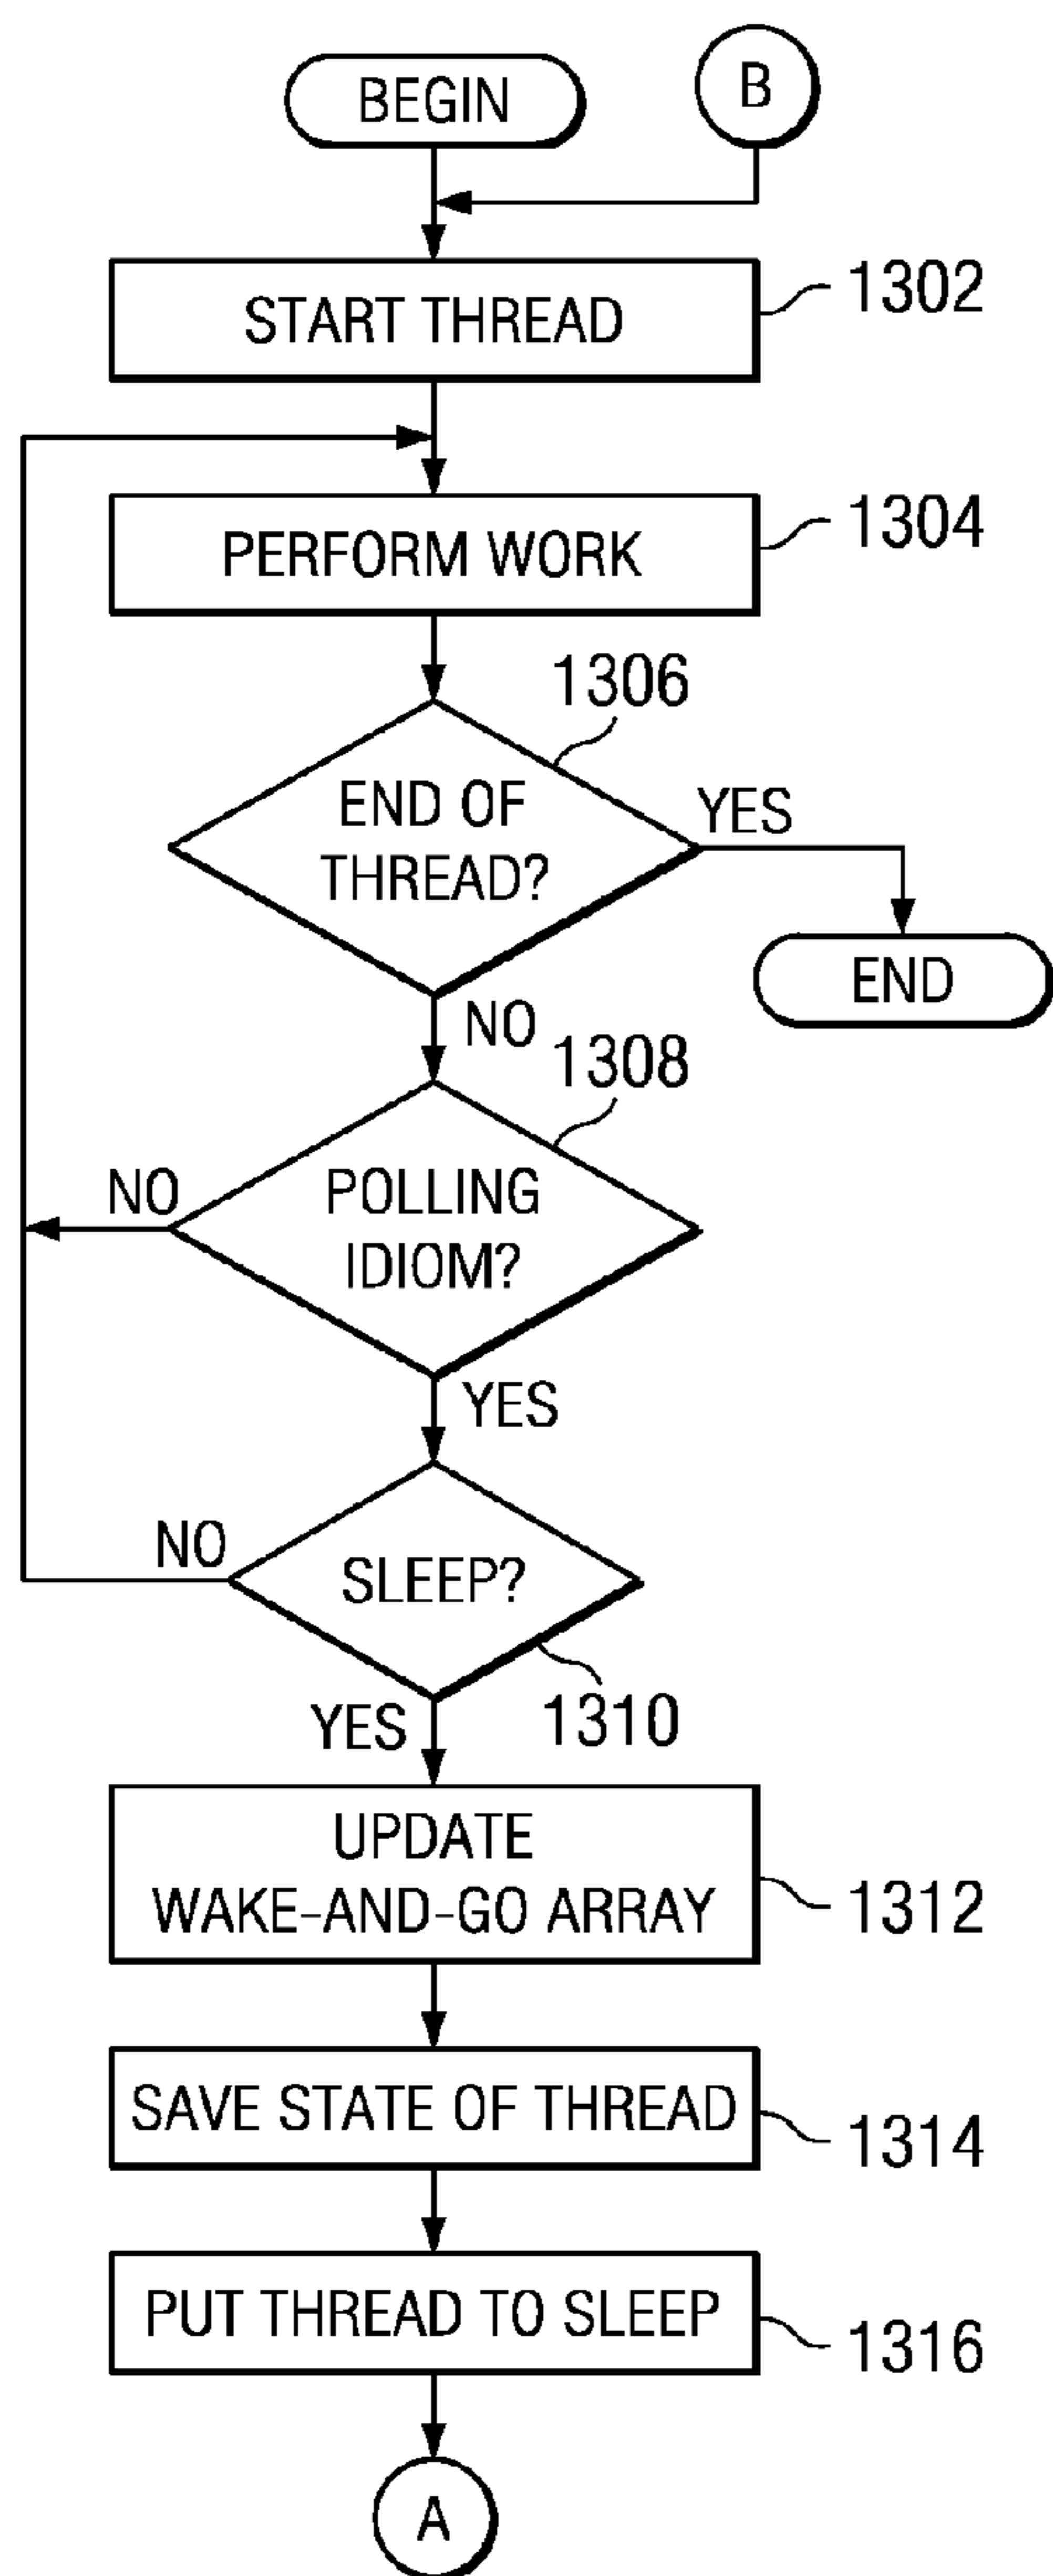 BEGIN
B
START THREAD
1302
PERFORM WORK
1304
1306
END OF
THREAD?
YES
END
NO
1308
POLLING
IDIOM?
NO
YES
SLEEP?
NO
1310
YES
UPDATE
WAKE-AND-GO ARRAY
1312
SAVE STATE OF THREAD
1314
PUT THREAD TO SLEEP
1316
A